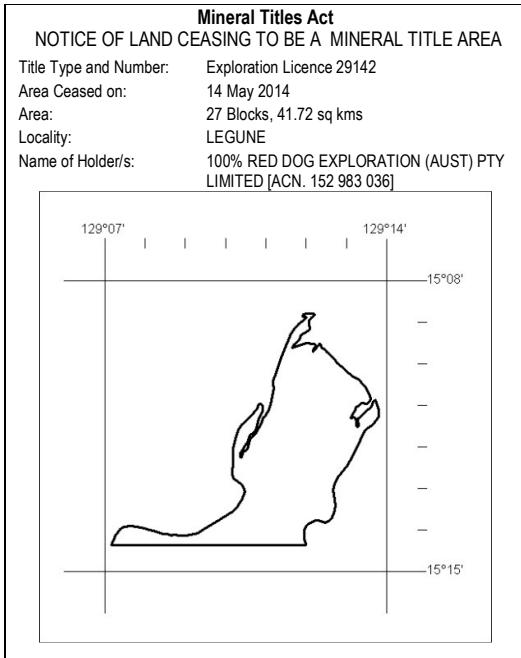 Mineral Titles Act
NOTICE OF LAND CEASING TO BE A MINERAL TITLE AREA
Title Type and Number: Exploration Licence 29142
Area Ceased on: 14 May 2014
Area: 27 Blocks, 41.72 sq kms
Locality: LEGUNE
Name of Holder/s: 100% RED DOG EXPLORATION (AUST) PTY
LIMITED [ACN. 152 983 036]
129°07' 129°14'
15°08'
15°15'